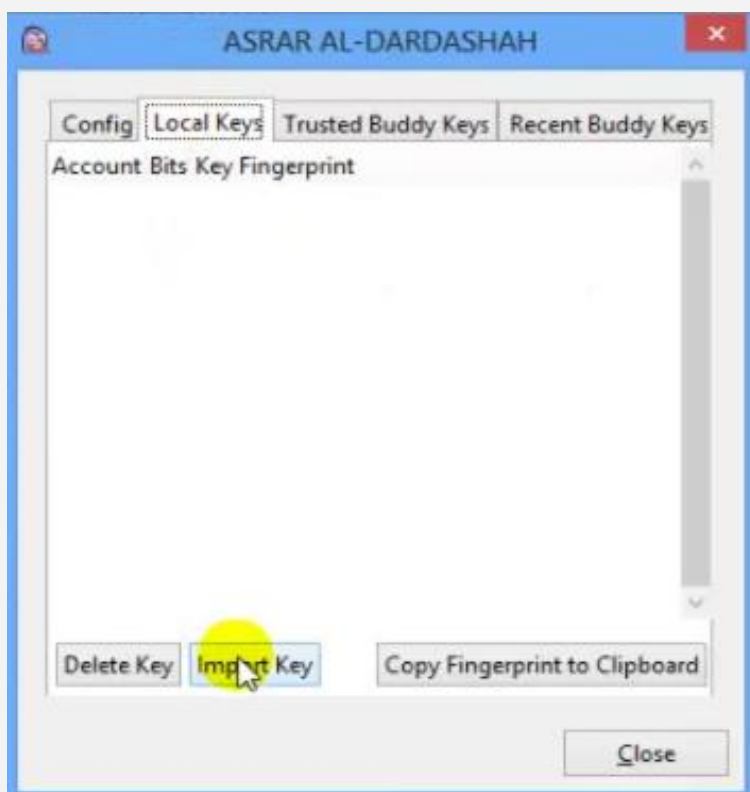 ASRAR AL-DARDASHAH
Config Local Keys Trusted Buddy Keys Recent Buddy Keys
Account Bits Key Fingerprint
Delete Key Import Key Copy Fingerprint to Clipboard
Close